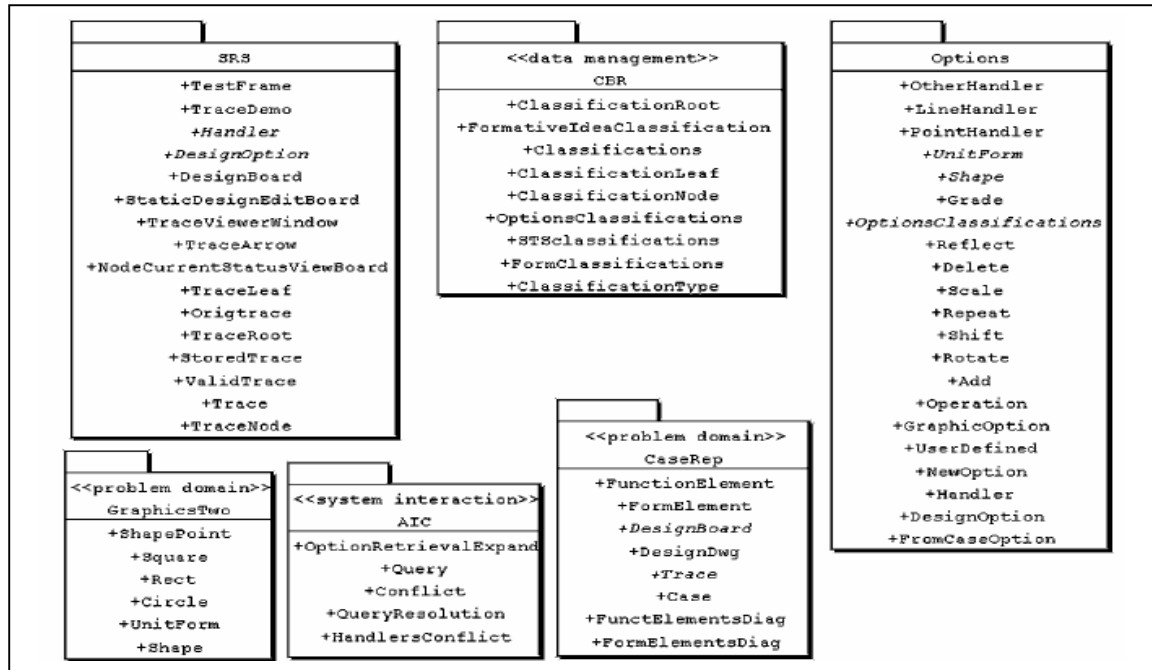 SRS
+TestFrame
+TraceDemo
+Handler
+DesignOption
+DesignBoard
+StaticDesignEditBoard
+TraceViewerWindow
+TraceArrow
+NodeCurrentStatusViewBoard
+TraceLeaf
+Origtrace
+TraceRoot
+StoredTrace
+ValidTrace
+Trace
+TraceNode
<<data management>>
CBR
+ClassificationRoot
+FormativeIdeaClassification
+Classifications
+ClassificationLeaf
+ClassificationNode
+OptionsClassifications
+STSclassifications
+FormClassifications
+ClassificationType
Options
+OtherHandler
+LineHandler
+PointHandler
+UnitForm
+Shape
+Grade
+OptionsClassifications
+Reflect
+Delete
+Scale
+Repeat
+Shift
+Rotate
+Add
+Operation
+GraphicOption
+UserDefined
+NewOption
+Handler
+DesignOption
+FromCaseOption
<<problem domain>>
GraphicsTwo
+ShapePoint
+Square
+Rect
+Circle
+UnitForm
+Shape
<<system interaction>>
AIC
+OptionRetrievalExpand
+Query
+Conflict
+QueryResolution
+HandlersConflict
<<problem domain>>
CaseRep
+FunctionElement
+FormElement
+DesignBoard
+DesignDwg
+Trace
+Case
+FunctElementsDiag
+FormElementsDiag